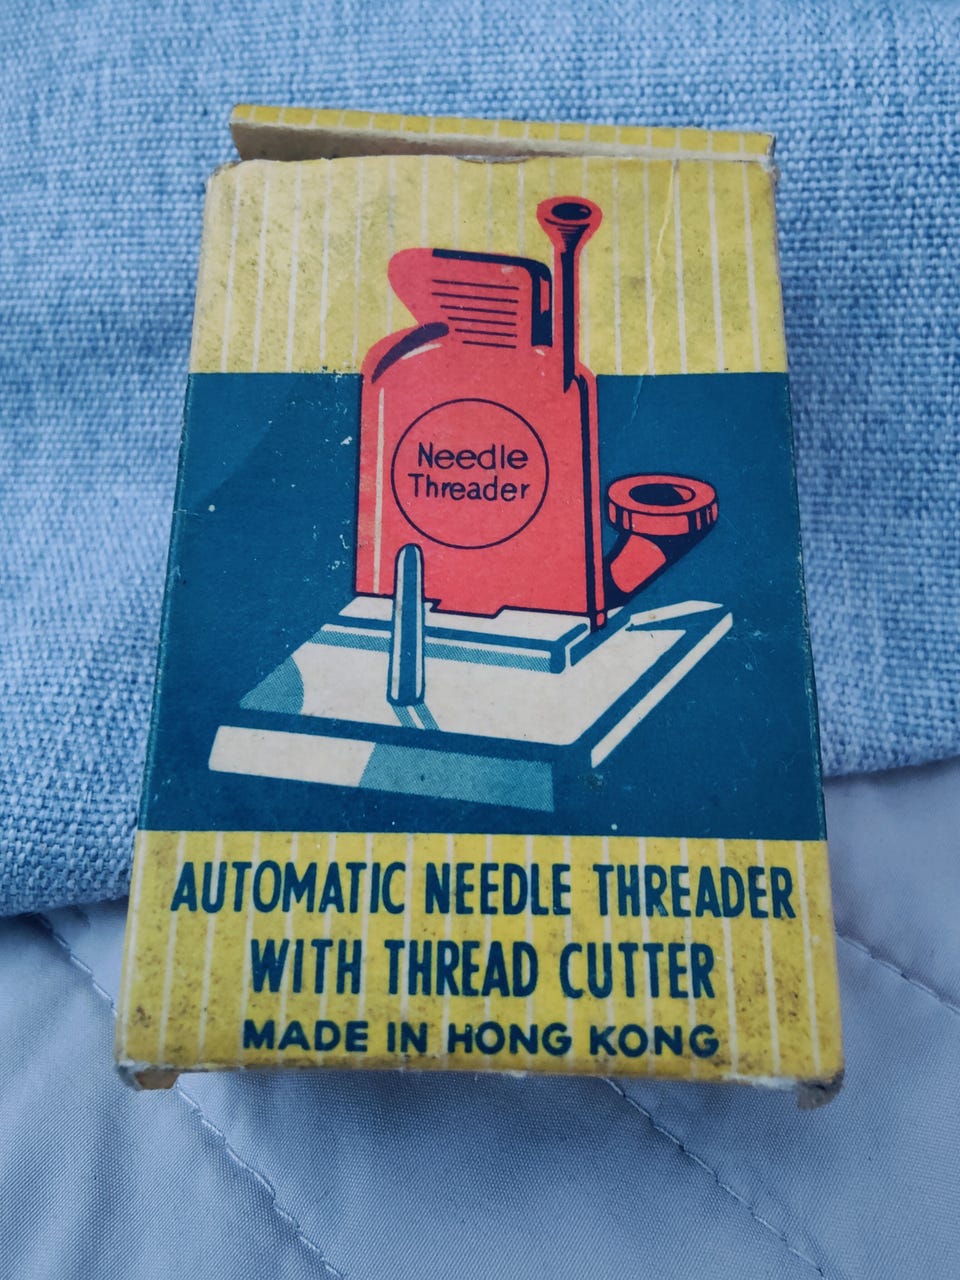 Needle
Threader
AUTOMATIC NEEDLE THREADER
WITH THREAD CUTTER
MADE IN HONG KONG